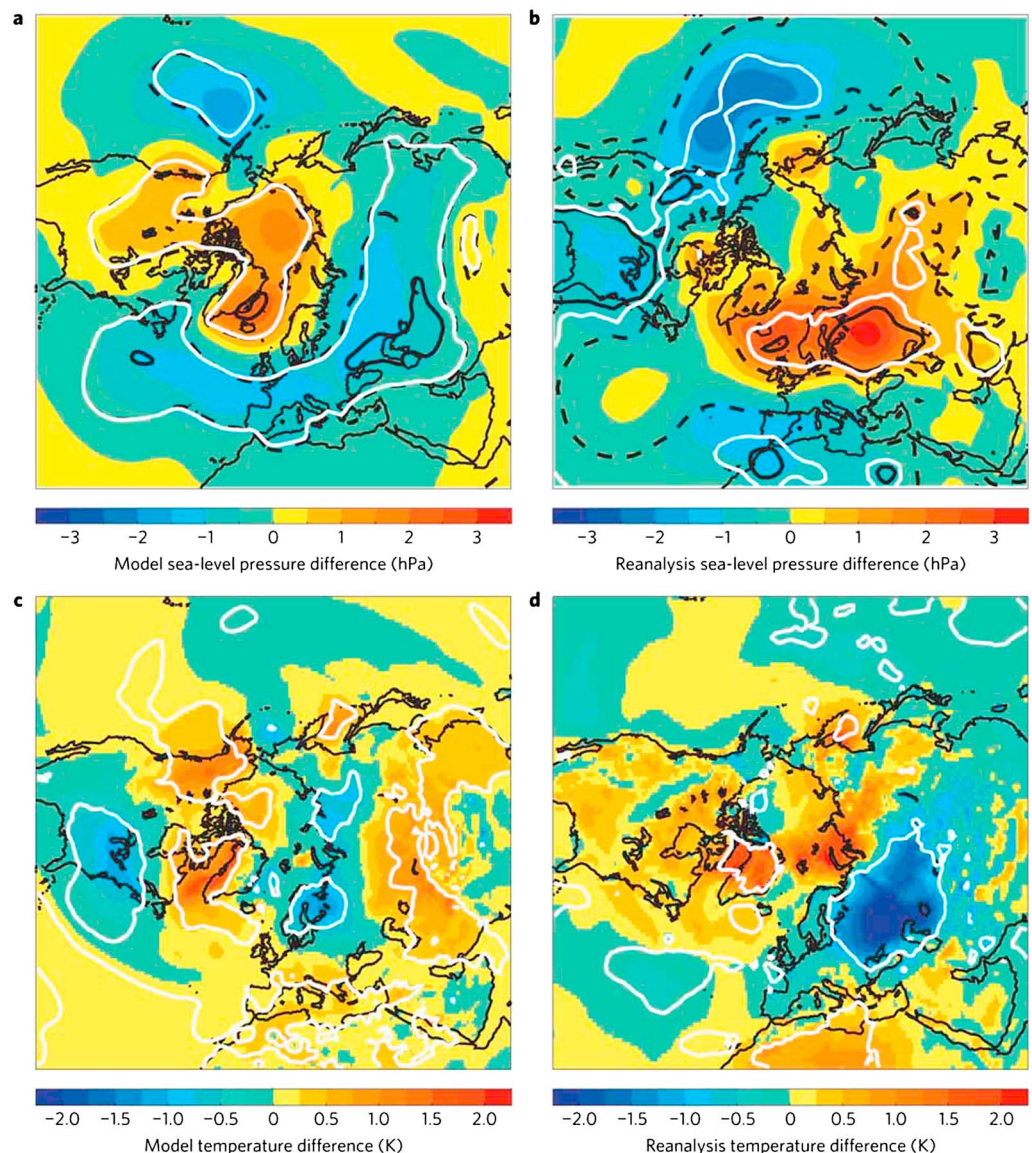 a
b
−3 −2 −1 0 1 2 3
Model sea-level pressure difference (hPa)
−3 −2 −1 0 1 2 3
Reanalysis sea-level pressure difference (hPa)
c
d
−2.0 −1.5 −1.0 −0.5 0 0.5 1.0 1.5 2.0
Model temperature difference (K)
−2.0 −1.5 −1.0 −0.5 0 0.5 1.0 1.5 2.0
Reanalysis temperature difference (K)